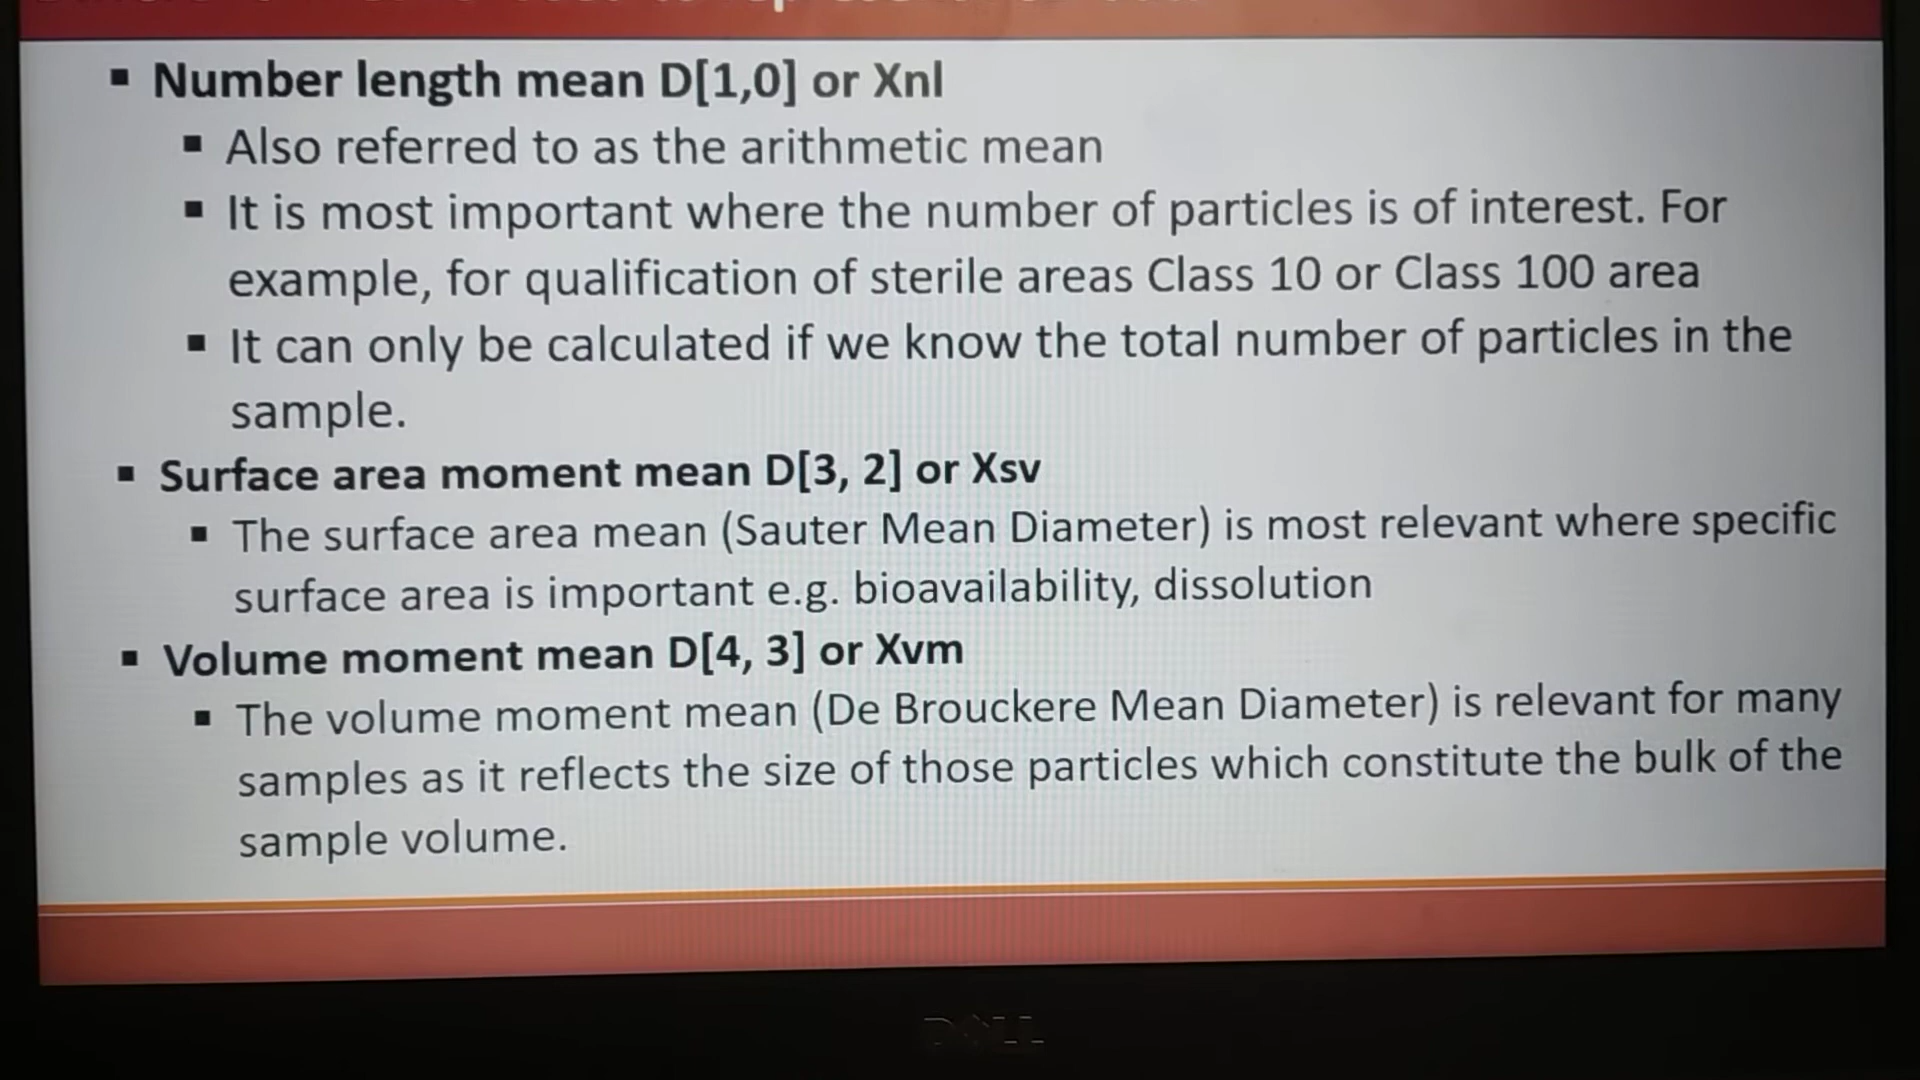 ■ Number length mean D[1,0] or Xnl
■ Also referred to as the arithmetic mean
■ It is most important where the number of particles is of interest. For
example, for qualification of sterile areas Class 10 or Class 100 area
■ It can only be calculated if we know the total number of particles in the
sample.
■ Surface area moment mean D[3, 2] or Xsv
■ The surface area mean (Sauter Mean Diameter) is most relevant where specific
surface area is important e.g. bioavailability, dissolution
■ Volume moment mean D[4, 3] or Xvm
■ The volume moment mean (De Brouckere Mean Diameter) is relevant for many
samples as it reflects the size of those particles which constitute the bulk of the
sample volume.
DELL